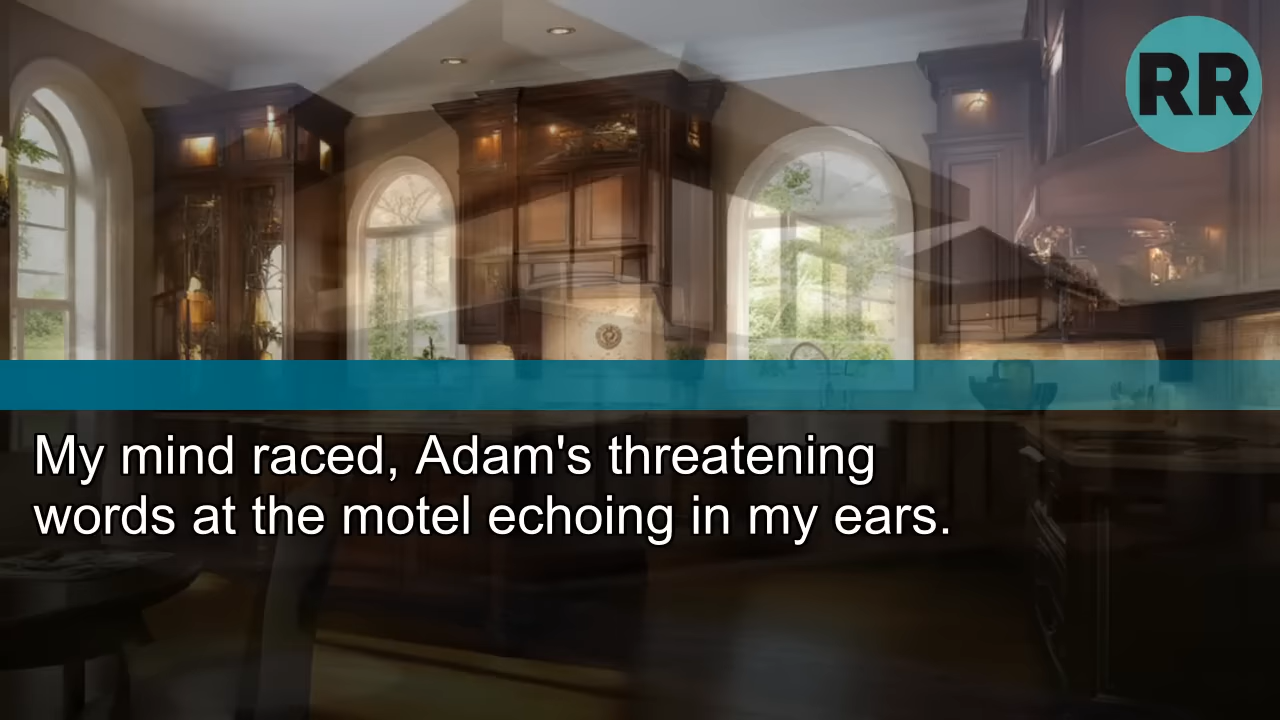 RR
My mind raced, Adam's threatening
words at the motel echoing in my ears.